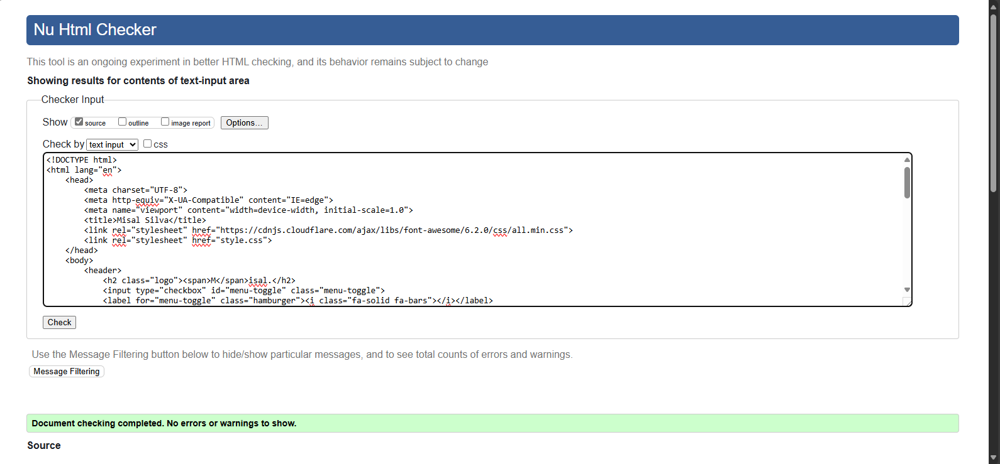 Nu Html Checker
This tool is an ongoing experiment in better HTML checking, and its behavior remains subject to change
Showing results for contents of text-input area
Checker Input
Show source outline image report Options...
Check by text input css
<!DOCTYPE html>
<html lang="en">
<head>
<meta charset="UTF-8">
<meta http-equiv="X-UA-Compatible" content="IE=edge">
<meta name="viewport" content="width=device-width, initial-scale=1.0">
<title>Misal Silva</title>
<link rel="stylesheet" href="https://cdnjs.cloudflare.com/ajax/libs/font-awesome/6.2.0/css/all.min.css">
<link rel="stylesheet" href="style.css">
</head>
<body>
<header>
<h2 class="logo"><span>M</span>isal.</h2>
<input type="checkbox" id="menu-toggle" class="menu-toggle">
<label for="menu-toggle" class="hamburger"><i class="fa-solid fa-bars"></i></label>
Check
Use the Message Filtering button below to hide/show particular messages, and to see total counts of errors and warnings.
Message Filtering
Document checking completed. No errors or warnings to show.
Source